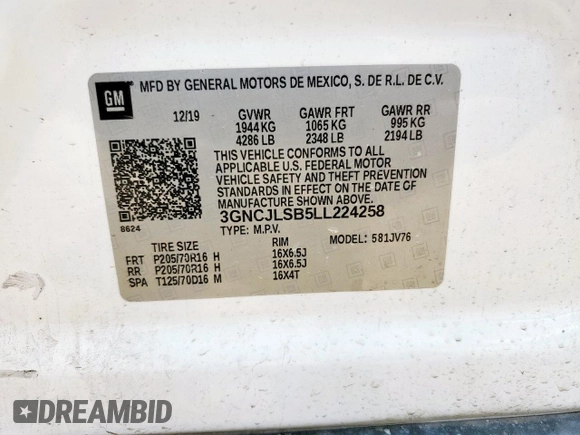 GM
MFD BY GENERAL MOTORS DE MEXICO, S. DE R.L. DE C.V.
12/19 GVWR GAWR FRT GAWR RR
1944 KG 1065 KG 995 KG
4286 LB 2348 LB 2194 LB
THIS VEHICLE CONFORMS TO ALL
APPLICABLE U.S. FEDERAL MOTOR
VEHICLE SAFETY AND THEFT PREVENTION
STANDARDS IN EFFECT ON THE DATE OF
MANUFACTURE SHOWN ABOVE.
8624 3GNCJLSB5LL224258
TYPE: M.P.V. MODEL: 581JV76
TIRE SIZE RIM
FRT P205/70R16 H 16X6.5J
RR P205/70R16 H 16X6.5J
SPA T125/70D16 M 16X4T
DREAMBID